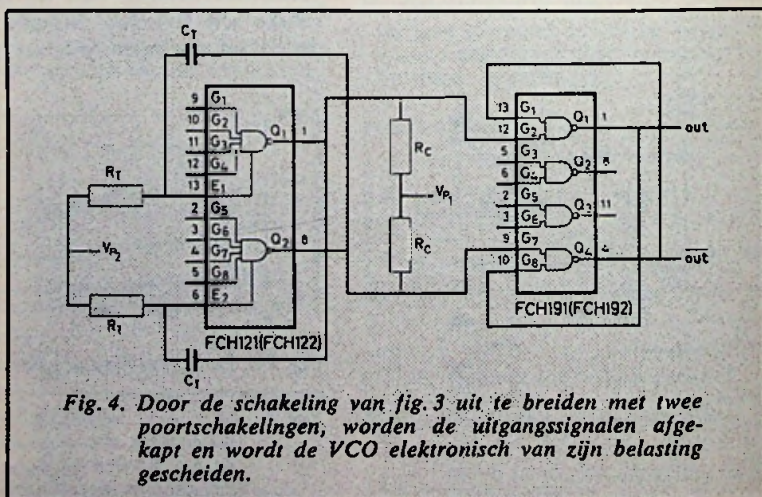 C_T
9 G1
10 G2
11 G3
12 G4
13 E1
Q1 1
2 G5
3 G6
4 G7
5 G8
6 E2
Q2 8
R_T
V_P2
R_T
C_T
FCH121(FCH122)
R_C
V_P1
R_C
13 G1
12 G2
Q1 1
5 G3
6 G4
Q2
2 G5
3 G6
Q3 11
9 G7
10 G8
Q4
out
out
FCH191(FCH192)
Fig. 4. Door de schakeling van fig. 3 uit te breiden met twee
poortschakelingen, worden de uitgangssignalen afge-
kapt en wordt de VCO elektronisch van zijn belasting
gescheiden.